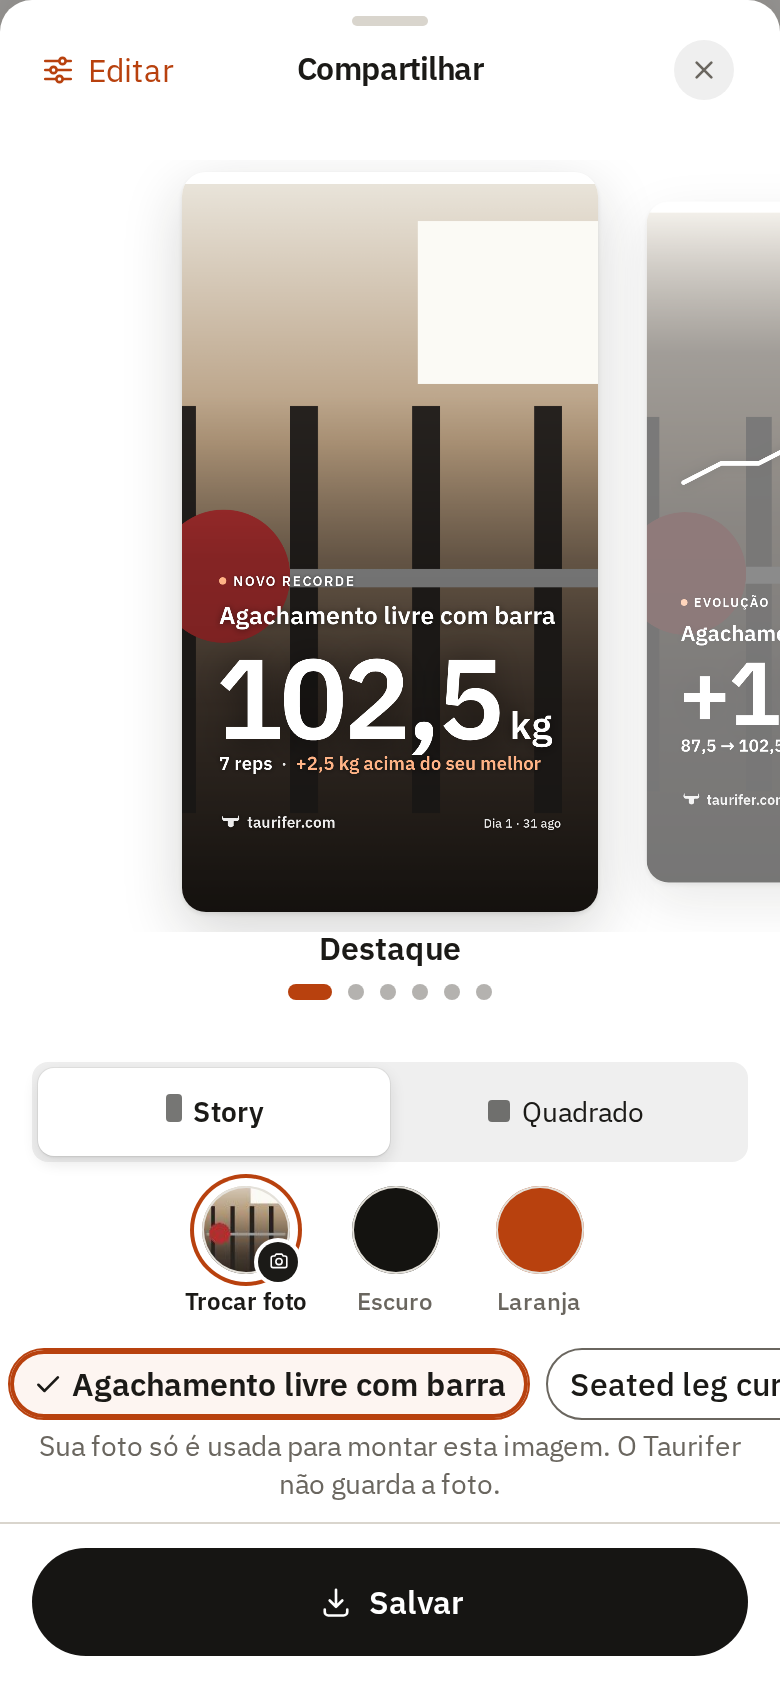 Editar
Compartilhar
NOVO RECORDE
Agachamento livre com barra
102,5 kg
7 reps · +2,5 kg acima do seu melhor
taurifer.com
Dia 1 · 31 ago
EVOLUÇÃO
+1
87,5 → 102,5
Destaque
Story
Quadrado
Trocar foto
Escuro
Laranja
Agachamento livre com barra
Seated leg
Sua foto só é usada para montar esta imagem. O Taurifer
não guarda a foto.
Salvar